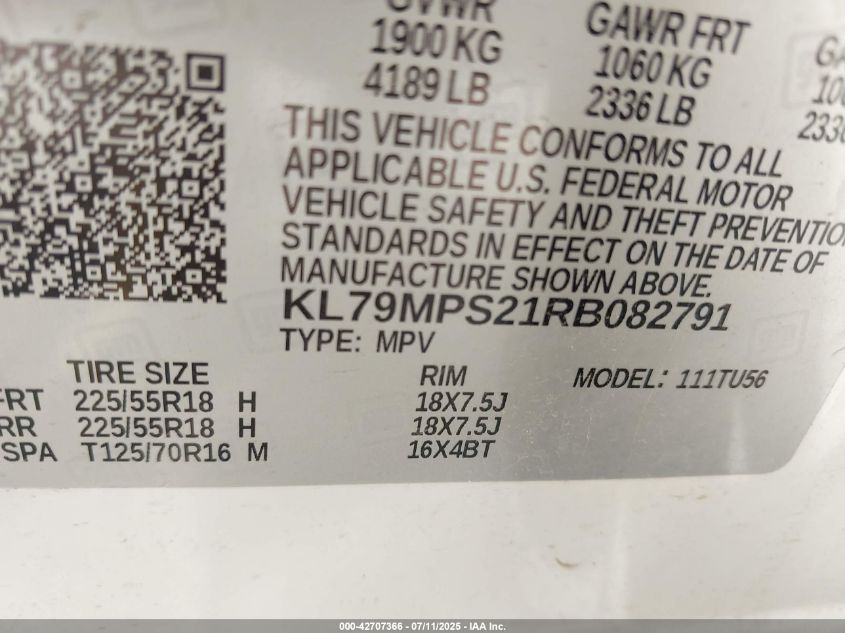 GVWR GAWR FRT GA
1900 KG 1060 KG
4189 LB 2336 LB
THIS VEHICLE CONFORMS TO ALL
APPLICABLE U.S. FEDERAL MOTOR
VEHICLE SAFETY AND THEFT PREVENTION
STANDARDS IN EFFECT ON THE DATE OF
MANUFACTURE SHOWN ABOVE.
KL79MPS21RB082791
TYPE: MPV
TIRE SIZE RIM MODEL: 111TU56
FRT 225/55R18 H 18X7.5J
RR 225/55R18 H 18X7.5J
SPA T125/70R16 M 16X4BT
000-42707366 - 07/11/2025 - IAA Inc.